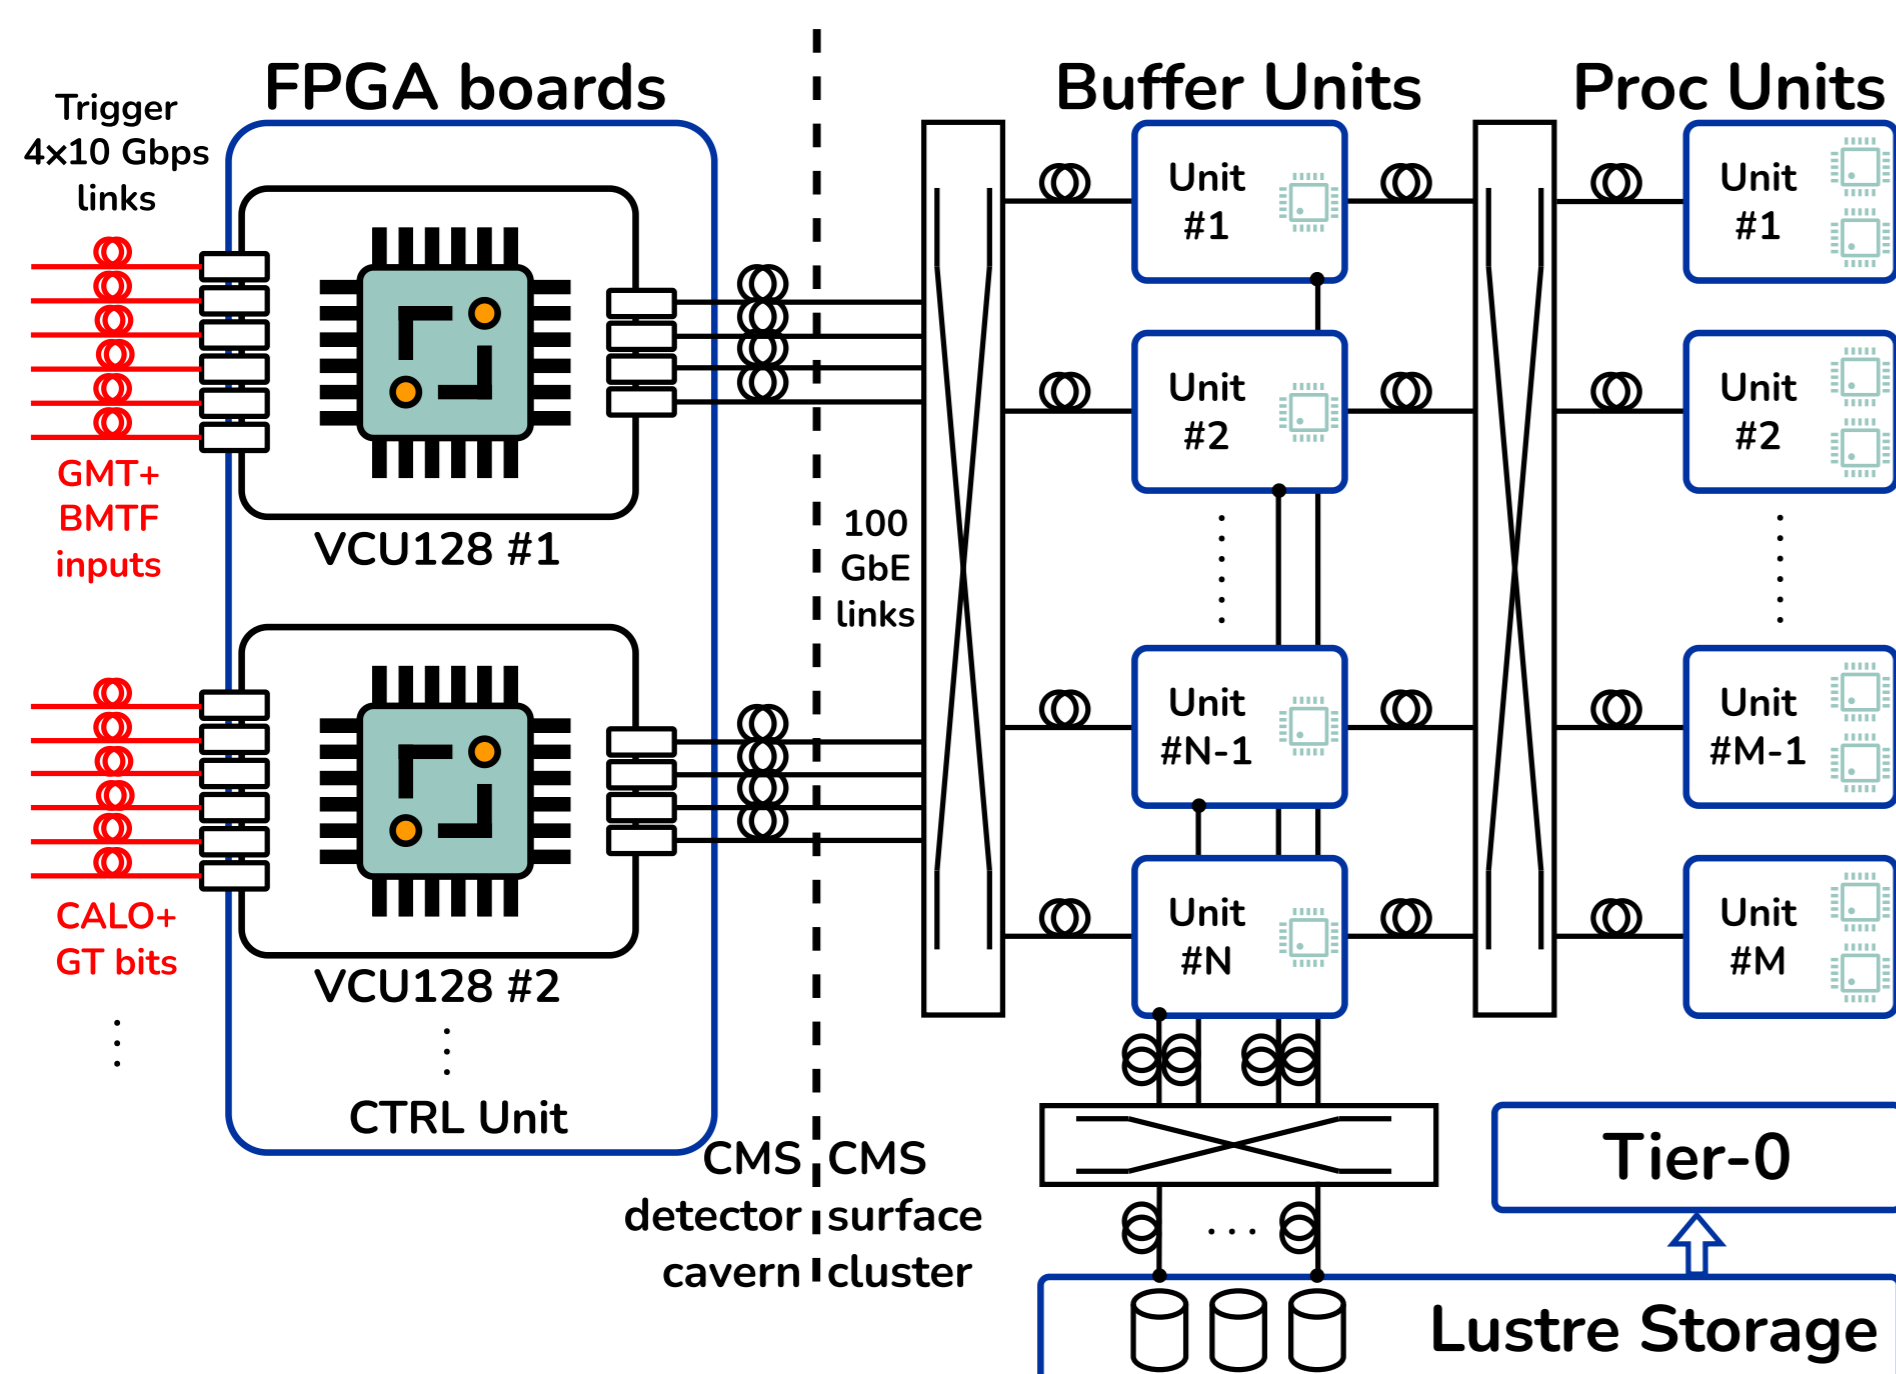 FPGA boards
Buffer Units
Proc Units
Trigger
4×10 Gbps
links
GMT+
BMTF
inputs
VCU128 #1
CALO+
GT bits
VCU128 #2
CTRL Unit
100
GbE
links
Unit
#1
Unit
#2
Unit
#N-1
Unit
#N
Unit
#1
Unit
#2
Unit
#M-1
Unit
#M
CMS
detector
cavern
CMS
surface
cluster
Tier-0
Lustre Storage